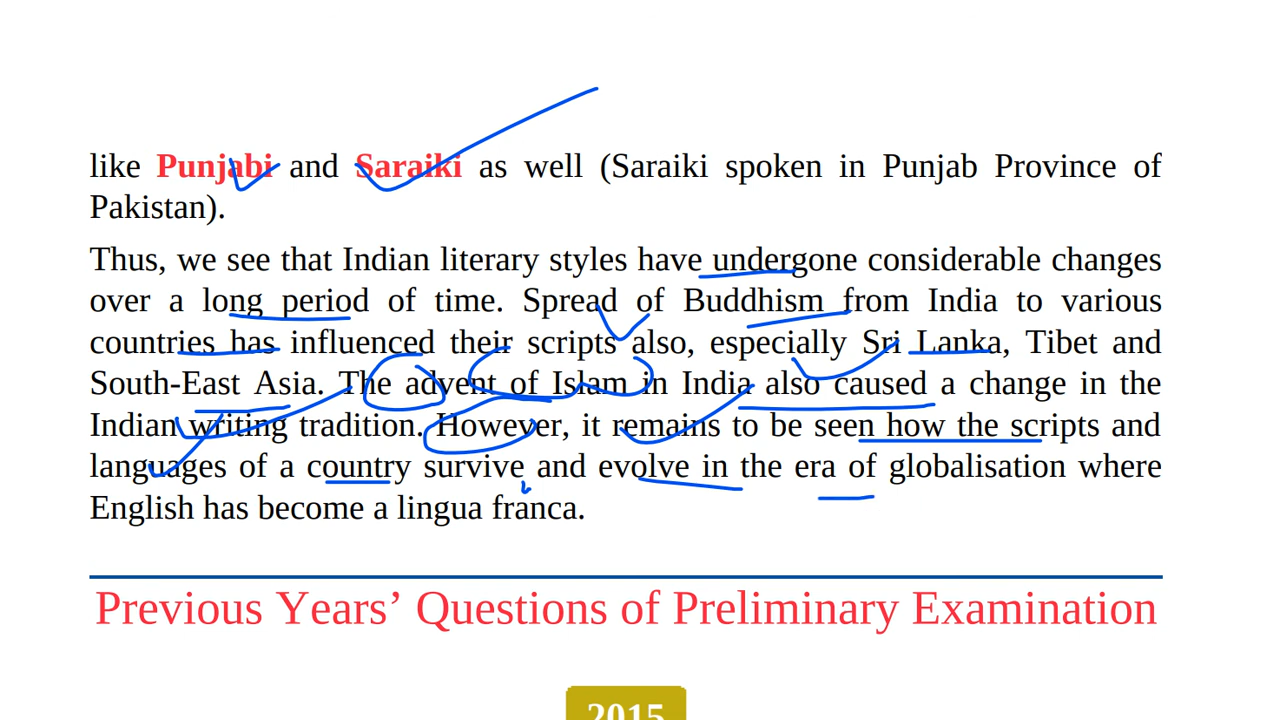 like Punjabi and Saraiki as well (Saraiki spoken in Punjab Province of
Pakistan).
Thus, we see that Indian literary styles have undergone considerable changes
over a long period of time. Spread of Buddhism from India to various
countries has influenced their scripts also, especially Sri Lanka, Tibet and
South-East Asia. The advent of Islam in India also caused a change in the
Indian writing tradition. However, it remains to be seen how the scripts and
languages of a country survive and evolve in the era of globalisation where
English has become a lingua franca.
Previous Years’ Questions of Preliminary Examination
2015